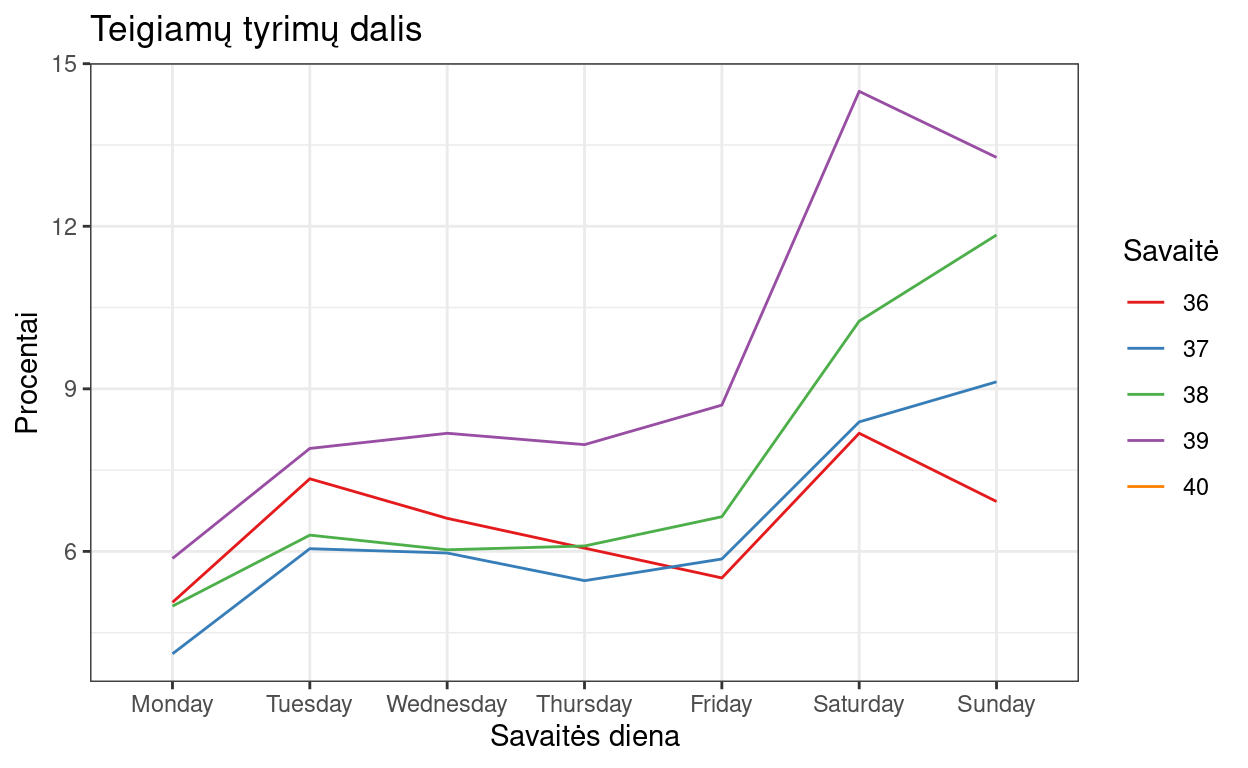 Teigiamų tyrimų dalis
15
12
9
6
Procentai
Monday Tuesday Wednesday Thursday Friday Saturday Sunday
Savaitės diena
Savaitė
36
37
38
39
40